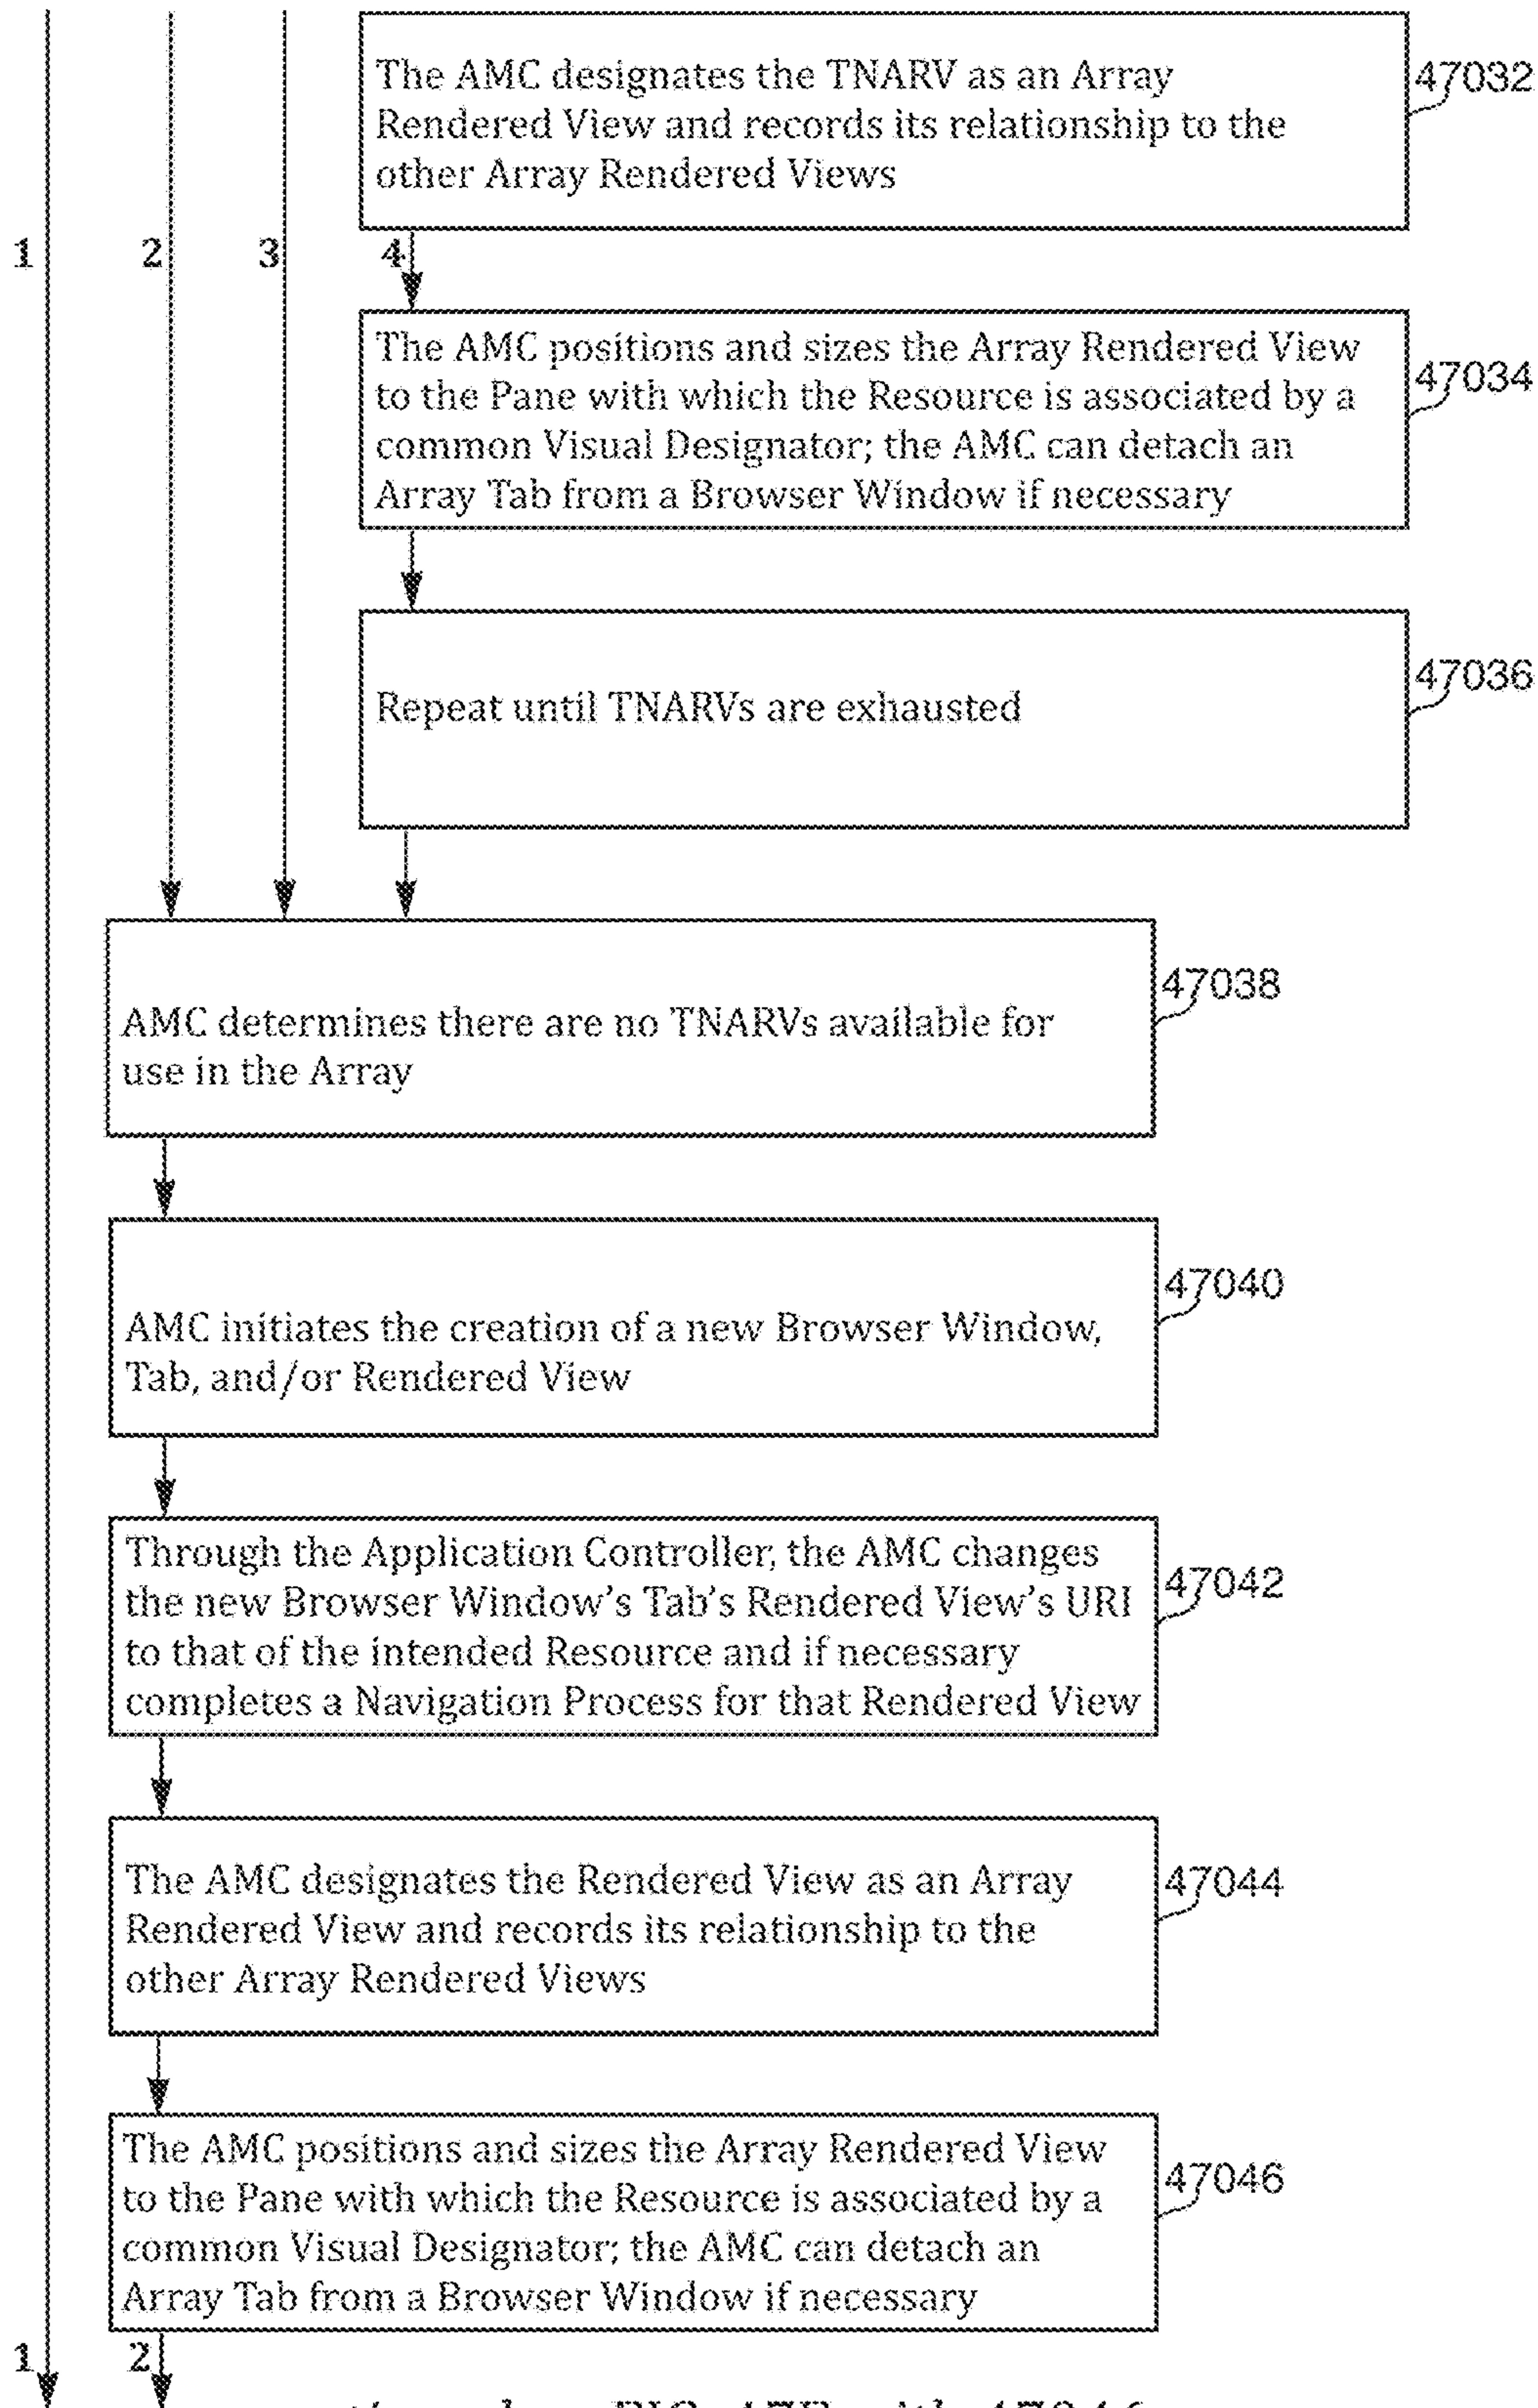 The AMC designates the TNARV as an Array
Rendered View and records its relationship to the
other Array Rendered Views
47032
1
2
3
4
The AMC positions and sizes the Array Rendered View
to the Pane with which the Resource is associated by a
common Visual Designator; the AMC can detach an
Array Tab from a Browser Window if necessary
47034
Repeat until TNARVs are exhausted
47036
AMC determines there are no TNARVs available for
use in the Array
47038
AMC initiates the creation of a new Browser Window,
Tab, and/or Rendered View
47040
Through the Application Controller, the AMC changes
the new Browser Window's Tab's Rendered View's URI
to that of the intended Resource and if necessary
completes a Navigation Process for that Rendered View
47042
The AMC designates the Rendered View as an Array
Rendered View and records its relationship to the
other Array Rendered Views
47044
The AMC positions and sizes the Array Rendered View
to the Pane with which the Resource is associated by a
common Visual Designator; the AMC can detach an
Array Tab from a Browser Window if necessary
47046
1
2